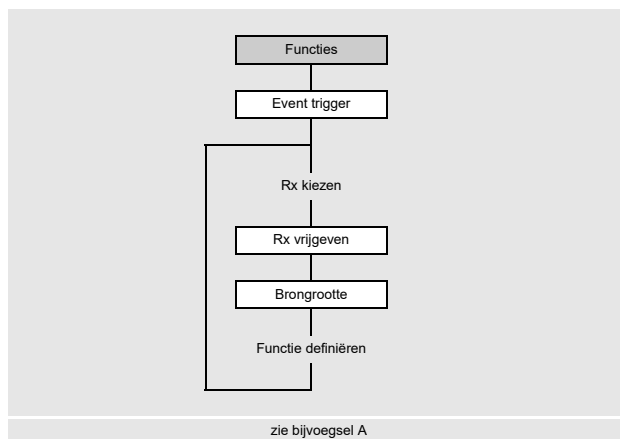 Functies
Event trigger
Rx kiezen
Rx vrijgeven
Brongrootte
Functie definiëren
zie bijvoegsel A